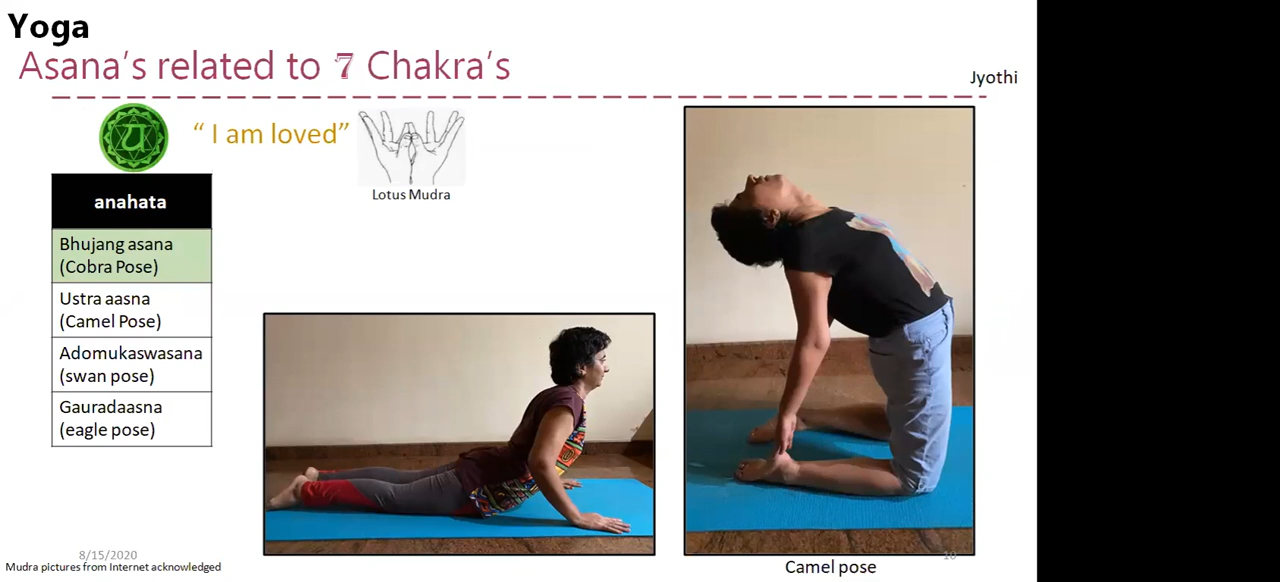 Yoga
Asana's related to 7 Chakra's
Jyothi
य
“ I am loved”
Lotus Mudra
anahata
Bhujang asana
(Cobra Pose)
Ustra aasna
(Camel Pose)
Adomukaswasana
(swan pose)
Gauradaasna
(eagle pose)
8/15/2020
Mudra pictures from Internet acknowledged
Camel pose